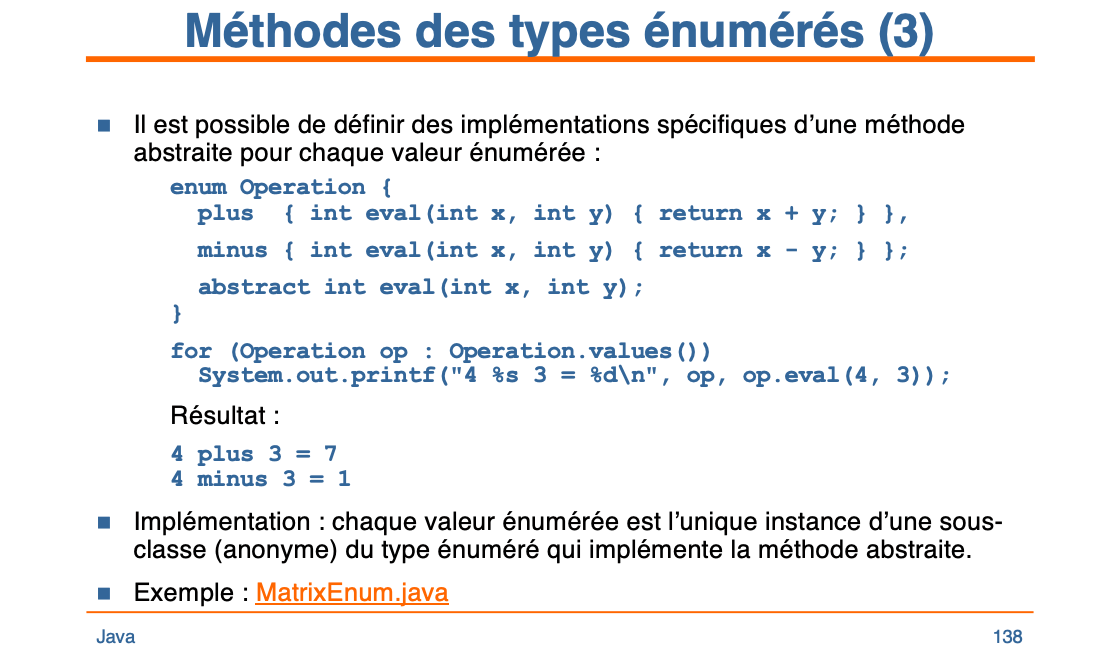 Méthodes des types énumérés (3)
Il est possible de définir des implémentations spécifiques d’une méthode
abstraite pour chaque valeur énumérée :
enum Operation {
  plus  { int eval(int x, int y) { return x + y; } },
  minus { int eval(int x, int y) { return x - y; } };
  abstract int eval(int x, int y);
}
for (Operation op : Operation.values())
  System.out.printf("4 %s 3 = %d\n", op, op.eval(4, 3));
Résultat :
4 plus 3 = 7
4 minus 3 = 1
Implémentation : chaque valeur énumérée est l’unique instance d’une sous-
classe (anonyme) du type énuméré qui implémente la méthode abstraite.
Exemple : MatrixEnum.java
Java 138